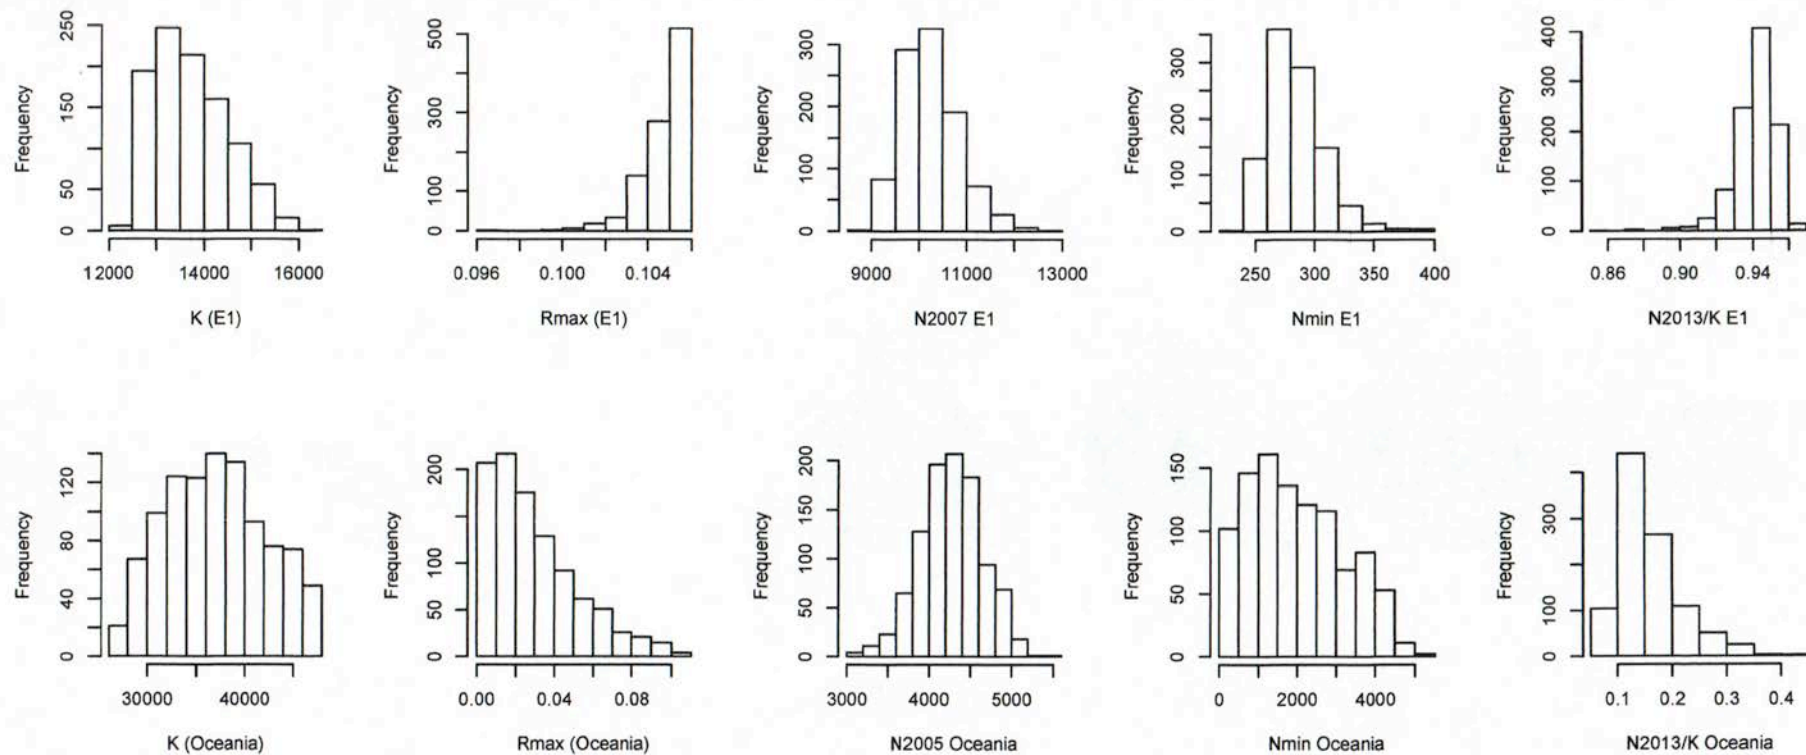 Frequency
0 50 150 250
12000 14000 16000
K (E1)
Frequency
0 100 300 500
0.096 0.100 0.104
Rmax (E1)
Frequency
0 100 200 300
9000 11000 13000
N2007 E1
Frequency
0 100 200 300
250 300 350 400
Nmin E1
Frequency
0 100 200 300 400
0.86 0.90 0.94
N2013/K E1
Frequency
0 40 80 120
30000 40000
K (Oceania)
Frequency
0 50 100 200
0.00 0.04 0.08
Rmax (Oceania)
Frequency
0 50 100 150 200
3000 4000 5000
N2005 Oceania
Frequency
0 50 100 150
0 2000 4000
Nmin Oceania
Frequency
0 100 300
0.1 0.2 0.3 0.4
N2013/K Oceania